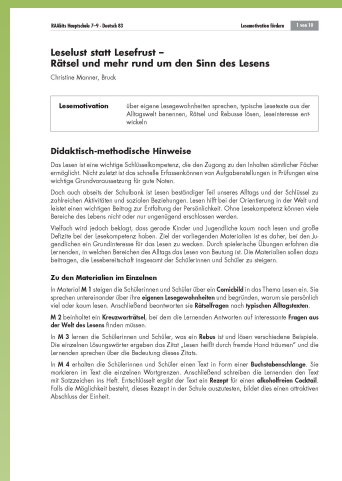 RAAbits Hauptschule 7–9 · Deutsch 83
Lesemotivation fördern
1 von 10
Leselust statt Lesefrust –
Rätsel und mehr rund um den Sinn des Lesens
Christine Manner, Bruck
Lesemotivation
über eigene Lesegewohnheiten sprechen, typische Lesetexte aus der
Alltagswelt benennen, Rätsel und Rebusse lösen, Leseinteresse ent-
wickeln
Didaktisch-methodische Hinweise
Das Lesen ist eine wichtige Schlüsselkompetenz, die den Zugang zu den Inhalten sämtlicher Fächer
ermöglicht. Nicht zuletzt ist das schnelle Erfassenkönnen von Aufgabenstellungen in Prüfungen eine
wichtige Grundvoraussetzung für gute Noten.
Doch auch abseits der Schulbank ist Lesen beständiger Teil unseres Alltags und der Schlüssel zu
zahlreichen Aktivitäten und sozialen Beziehungen. Lesen hilft bei der Orientierung in der Welt und
leistet einen wichtigen Beitrag zur Entfaltung der Persönlichkeit. Ohne Lesekompetenz können viele
Bereiche des Lebens nicht oder nur ungenügend erschlossen werden.
Vielfach wird jedoch beklagt, dass gerade Kinder und Jugendliche kaum noch lesen und große
Defizite bei der Lesekompetenz haben. Ziel der vorliegenden Materialien ist es daher, bei den Ju-
gendlichen ein Grundinteresse für das Lesen zu wecken. Durch spielerische Übungen erfahren die
Lernenden, in welchen Bereichen des Alltags das Lesen von Beutung ist. Die Materialien sollen dazu
beitragen, die Lesebereitschaft insgesamt der Schülerinnen und Schüler zu steigern.
Zu den Materialien im Einzelnen
In Material M 1 steigen die Schülerinnen und Schüler über ein Comicbild in das Thema Lesen ein. Sie
sprechen untereinander über ihre eigenen Lesegewohnheiten und begründen, warum sie persönlich
viel oder kaum lesen. Anschließend beantworten sie Rätselfragen nach typischen Alltagstexten.
M 2 beinhaltet ein Kreuzworträtsel, bei dem die Lernenden Antworten auf interessante Fragen aus
der Welt des Lesens finden müssen.
In M 3 lernen die Schülerinnen und Schüler, was ein Rebus ist und lösen verschiedene Beispiele.
Die einzelnen Lösungswörter ergeben das Zitat „Lesen heißt durch fremde Hand träumen“ und die
Lernenden sprechen über die Bedeutung dieses Zitats.
In M 4 erhalten die Schülerinnen und Schüler einen Text in Form einer Buchstabenschlange. Sie
markieren im Text die einzelnen Wortgrenzen. Anschließend schreiben die Lernenden den Text
mit Satzzeichen ins Heft. Entschlüsselt ergibt der Text ein Rezept für einen alkoholfreien Cocktail.
Falls die Möglichkeit besteht, dieses Rezept in der Schule auszutesten, bildet dies einen attraktiven
Abschluss der Einheit.